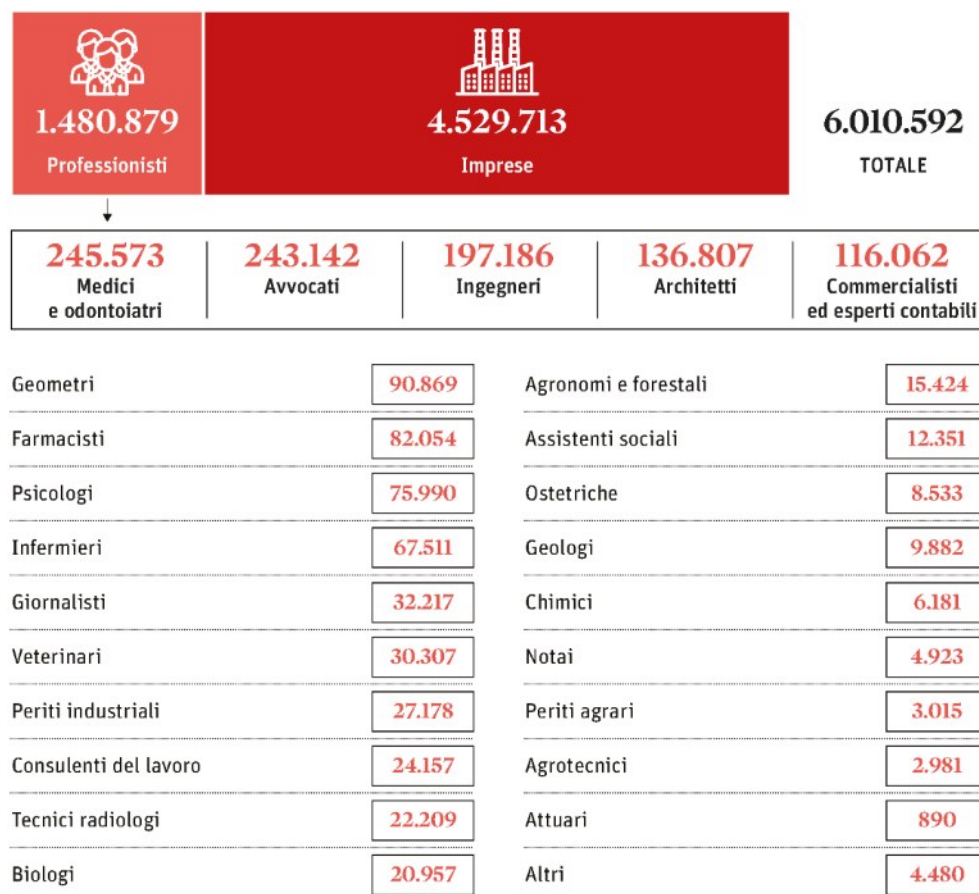 1.480.879
Professionisti
4.529.713
Imprese
6.010.592
TOTALE
245.573
Medici
e odontoiatri
243.142
Avvocati
197.186
Ingegneri
136.807
Architetti
116.062
Commercialisti
ed esperti contabili
Geometri 90.869
Farmacisti 82.054
Psicologi 75.990
Infermieri 67.511
Giornalisti 32.217
Veterinari 30.307
Periti industriali 27.178
Consulenti del lavoro 24.157
Tecnici radiologi 22.209
Biologi 20.957
Agronomi e forestali 15.424
Assistenti sociali 12.351
Ostetriche 8.533
Geologi 9.882
Chimici 6.181
Notai 4.923
Periti agrari 3.015
Agrotecnici 2.981
Attuari 890
Altri 4.480